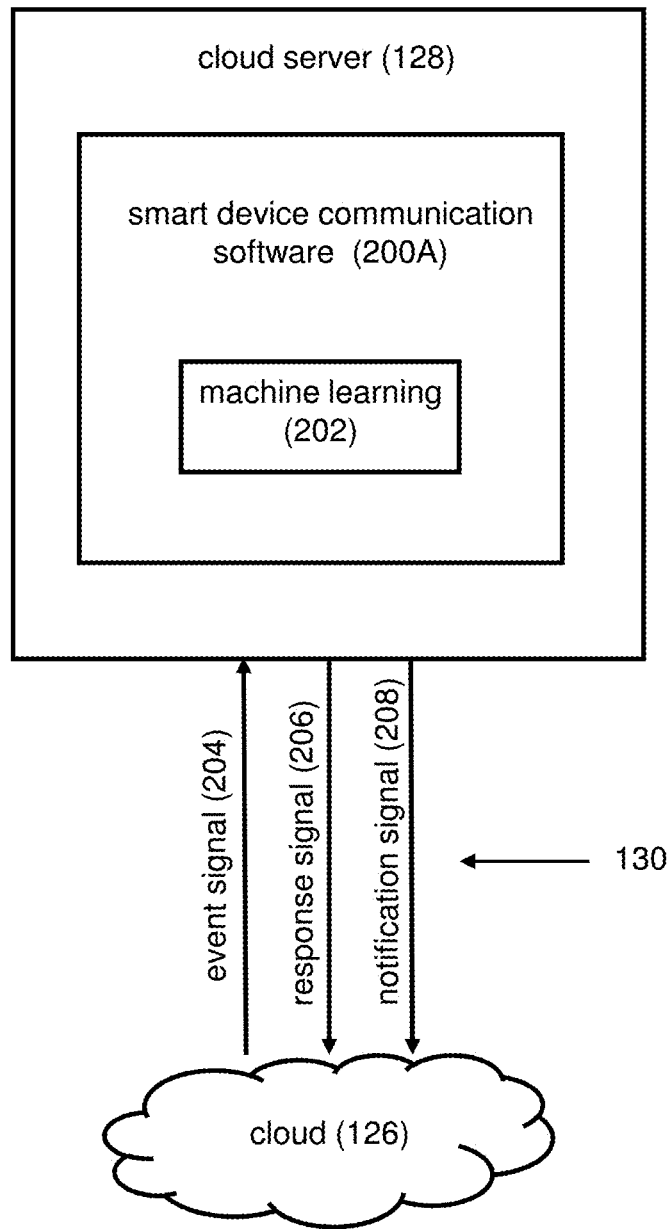 cloud server (128)
smart device communication
software (200A)
machine learning
(202)
event signal (204)
response signal (206)
notification signal (208)
130
cloud (126)